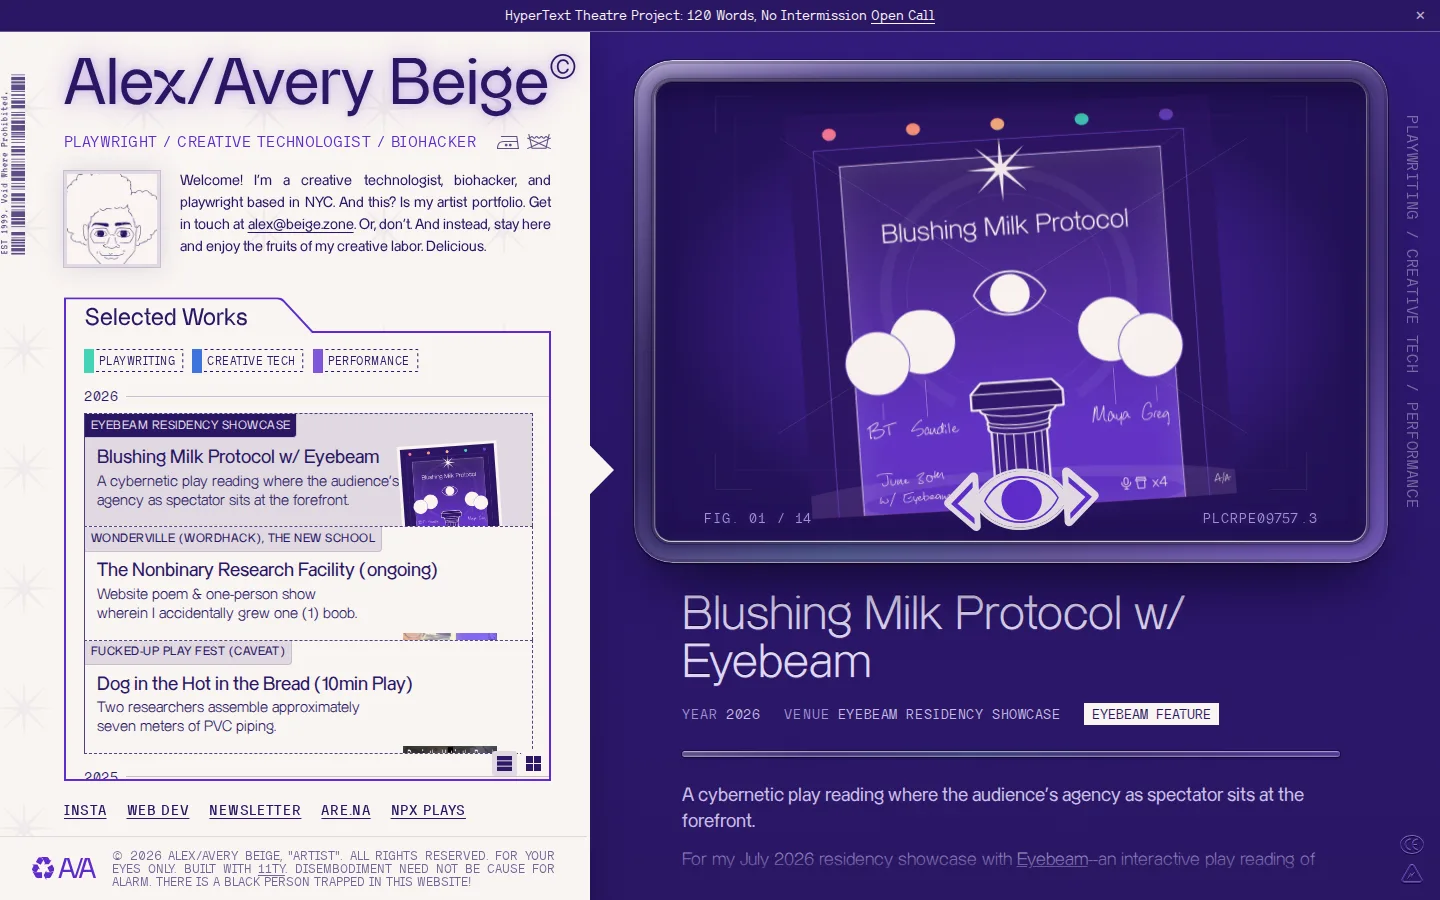 HyperText Theatre Project: 120 Words, No Intermission Open Call
×
EST 1999, Void Where Prohibited.
Alex/Avery Beige©
PLAYWRIGHT / CREATIVE TECHNOLOGIST / BIOHACKER
Welcome! I'm a creative technologist, biohacker, and
playwright based in NYC. And this? Is my artist portfolio. Get
in touch at alex@beige.zone. Or, don't. And instead, stay here
and enjoy the fruits of my creative labor. Delicious.
Selected Works
PLAYWRITING
CREATIVE TECH
PERFORMANCE
2026
EYEBEAM RESIDENCY SHOWCASE
Blushing Milk Protocol w/ Eyebeam
A cybernetic play reading where the audience's
agency as spectator sits at the forefront.
Blushing Milk Protocol
WONDERVILLE (WORDHACK), THE NEW SCHOOL
The Nonbinary Research Facility (ongoing)
Website poem & one-person show
wherein I accidentally grew one (1) boob.
FUCKED-UP PLAY FEST (CAVEAT)
Dog in the Hot in the Bread (10min Play)
Two researchers assemble approximately
seven meters of PVC piping.
2025
INSTA
WEB DEV
NEWSLETTER
ARE.NA
NPX PLAYS
A/A
© 2026 ALEX/AVERY BEIGE, "ARTIST". ALL RIGHTS RESERVED. FOR YOUR
EYES ONLY. BUILT WITH 11TY. DISEMBODIMENT NEED NOT BE CAUSE FOR
ALARM. THERE IS A BLACK PERSON TRAPPED IN THIS WEBSITE!
Blushing Milk Protocol
BT Saudile
Maya Greg
June 30th
w/ Eyebeam
x4
A/A
FIG. 01 / 14
PLCRPE09757.3
PLAYWRITING / CREATIVE TECH / PERFORMANCE
Blushing Milk Protocol w/
Eyebeam
YEAR 2026 VENUE EYEBEAM RESIDENCY SHOWCASE EYEBEAM FEATURE
A cybernetic play reading where the audience's agency as spectator sits at the
forefront.
For my July 2026 residency showcase with Eyebeam—an interactive play reading of
CE